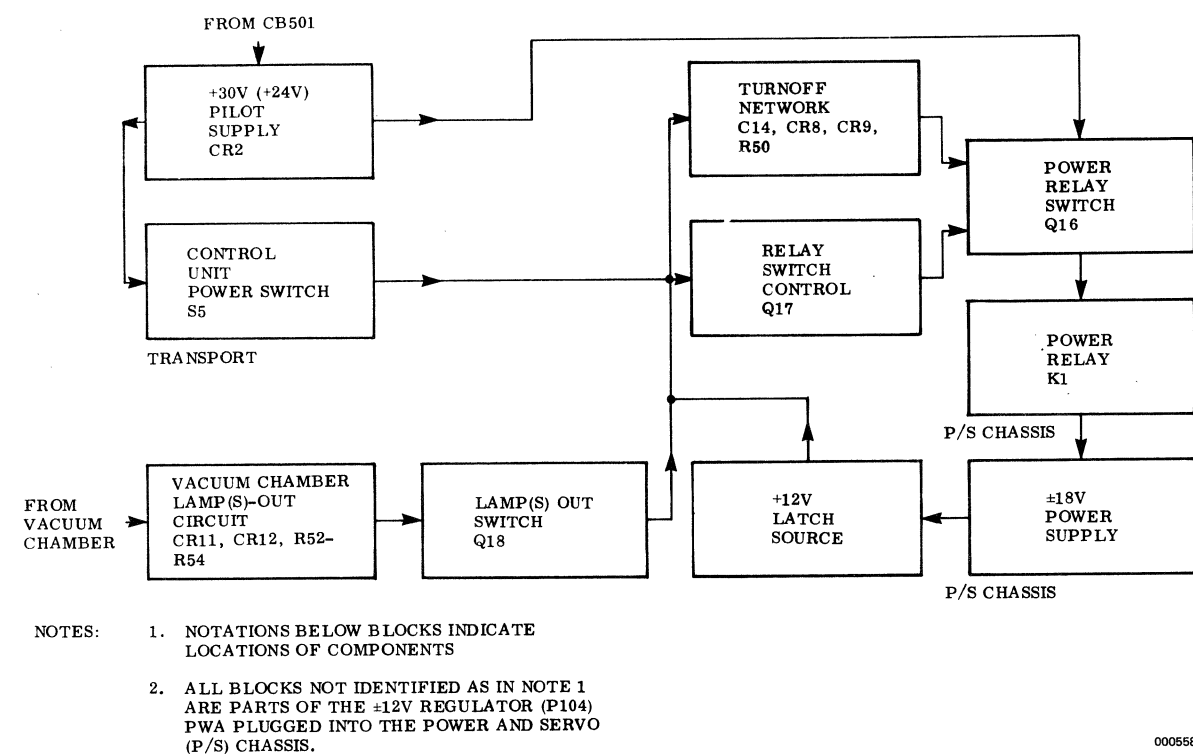 FROM CB501
+30V (+24V)
PILOT
SUPPLY
CR2
TURNOFF
NETWORK
C14, CR8, CR9,
R50
POWER
RELAY
SWITCH
Q16
CONTROL
UNIT
POWER SWITCH
S5
TRANSPORT
RELAY
SWITCH
CONTROL
Q17
POWER
RELAY
K1
P/S CHASSIS
FROM
VACUUM
CHAMBER
VACUUM CHAMBER
LAMP(S)-OUT
CIRCUIT
CR11, CR12, R52-
R54
LAMP(S) OUT
SWITCH
Q18
+12V
LATCH
SOURCE
±18V
POWER
SUPPLY
P/S CHASSIS
NOTES: 1. NOTATIONS BELOW BLOCKS INDICATE
LOCATIONS OF COMPONENTS
2. ALL BLOCKS NOT IDENTIFIED AS IN NOTE 1
ARE PARTS OF THE ±12V REGULATOR (P104)
PWA PLUGGED INTO THE POWER AND SERVO
(P/S) CHASSIS.
000558